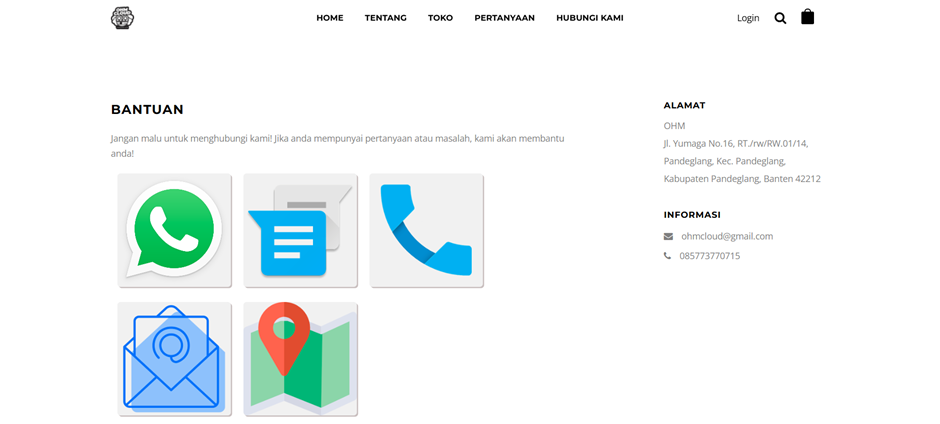 HOME TENTANG TOKO PERTANYAAN HUBUNGI KAMI Login
BANTUAN
Jangan malu untuk menghubungi kami! Jika anda mempunyai pertanyaan atau masalah, kami akan membantu
anda!
ALAMAT
OHM
Jl. Yumaga No.16, RT./rw/RW.01/14,
Pandeglang, Kec. Pandeglang,
Kabupaten Pandeglang, Banten 42212
INFORMASI
ohmcloud@gmail.com
085773770715